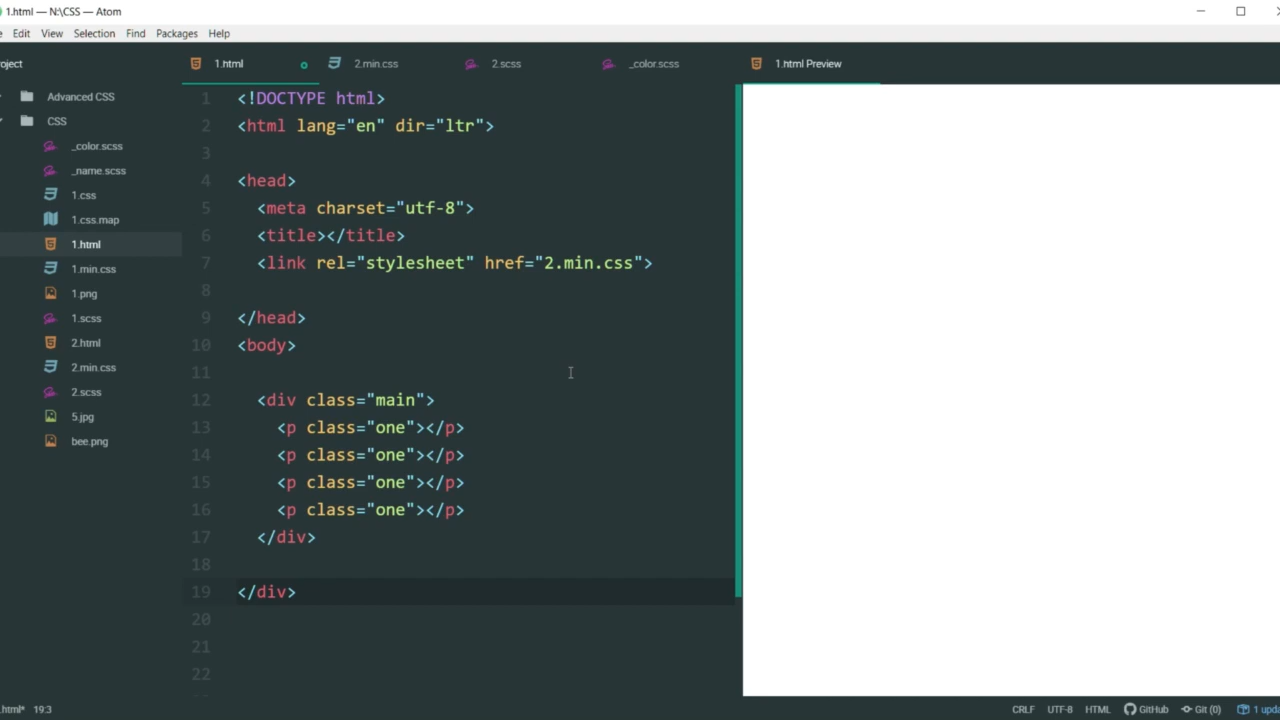 1.html — N:\CSS — Atom
e Edit View Selection Find Packages Help
oject
1.html 2.min.css 2.scss _color.scss 1.html Preview
Advanced CSS
CSS
_color.scss
_name.scss
1.css
1.css.map
1.html
1.min.css
1.png
1.scss
2.html
2.min.css
2.scss
5.jpg
bee.png
1 <!DOCTYPE html>
2 <html lang="en" dir="ltr">
3
4 <head>
5 <meta charset="utf-8">
6 <title></title>
7 <link rel="stylesheet" href="2.min.css">
8
9 </head>
10 <body>
11
12 <div class="main">
13 <p class="one"></p>
14 <p class="one"></p>
15 <p class="one"></p>
16 <p class="one"></p>
17 </div>
18
19 </div>
20
21
22
.html* 19:3 CRLF UTF-8 HTML GitHub Git (0) 1 upda